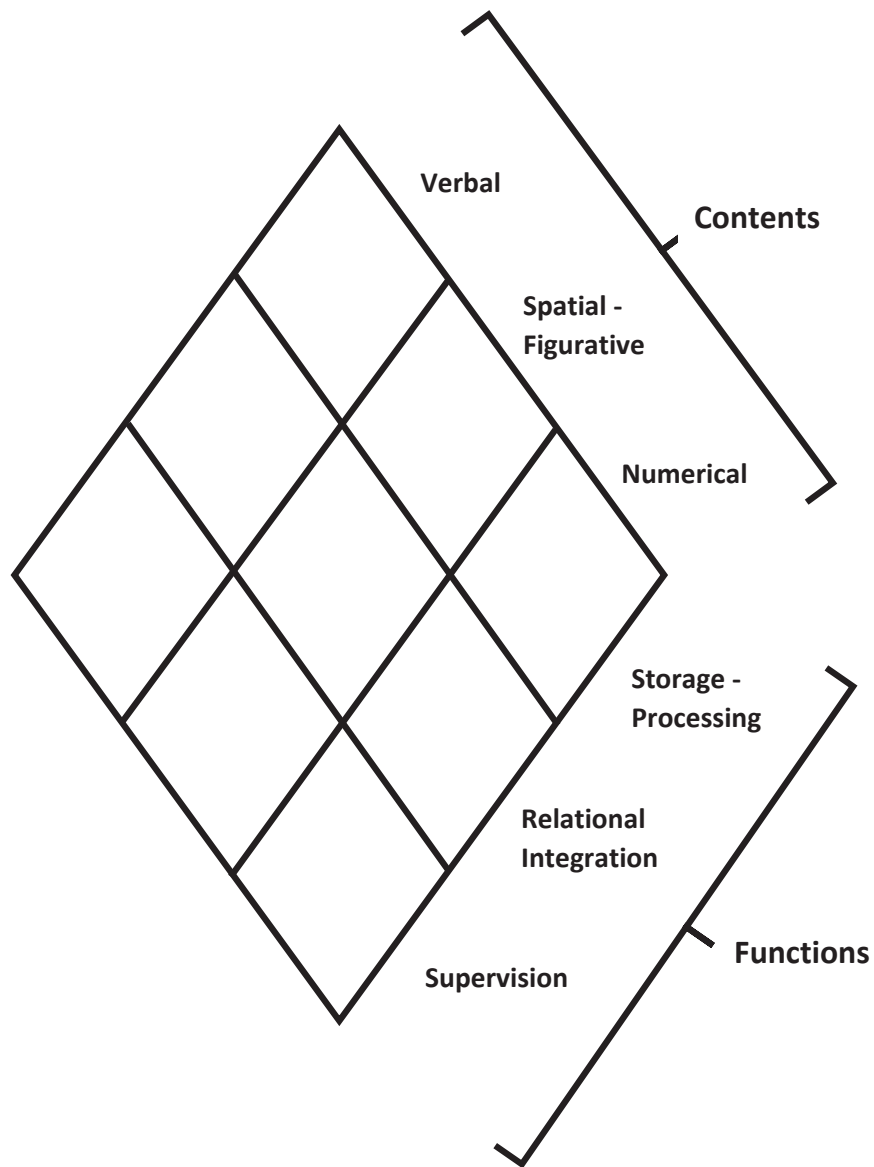 Verbal
Contents
Spatial -
Figurative
Numerical
Storage -
Processing
Relational
Integration
Functions
Supervision